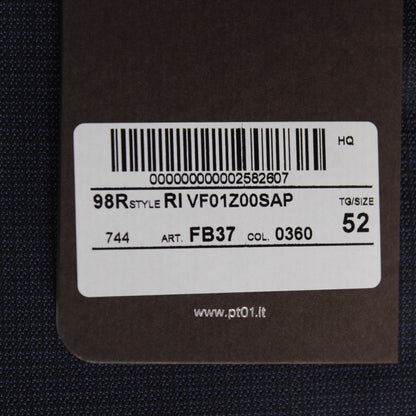 HQ
000000000002582607
98R STYLE RI VF01Z00SAP TG/SIZE
744 ART. FB37 COL. 0360 52
www.pt01.it